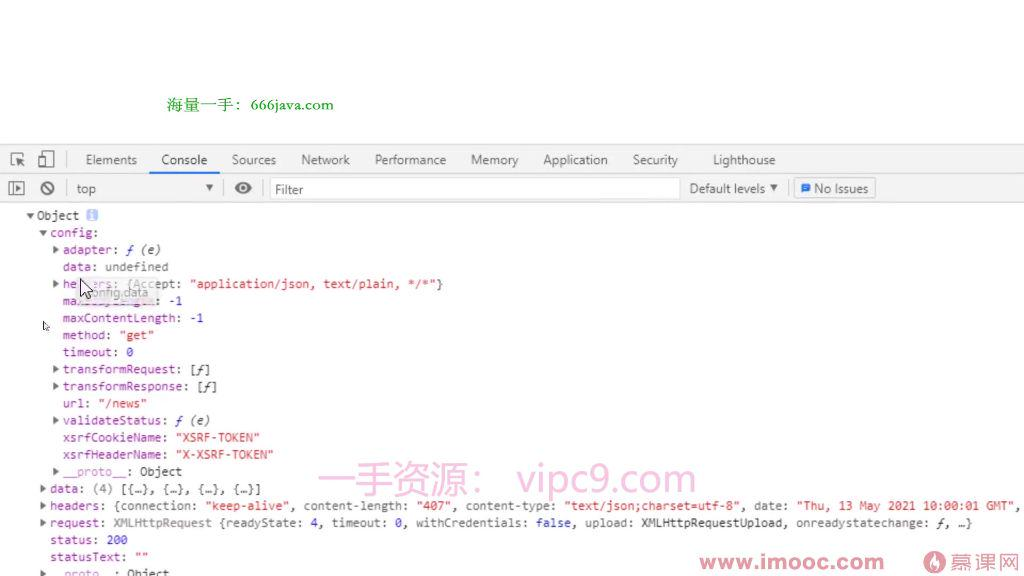 海量一手：666java.com
Elements Console Sources Network Performance Memory Application Security Lighthouse
top Filter Default levels No Issues
Object
config:
adapter: ƒ (e)
data: undefined
headers: {Accept: "application/json, text/plain, */*"}
config.data
-1
maxContentLength: -1
method: "get"
timeout: 0
transformRequest: [ƒ]
transformResponse: [ƒ]
url: "/news"
validateStatus: ƒ (e)
xsrfCookieName: "XSRF-TOKEN"
xsrfHeaderName: "X-XSRF-TOKEN"
__proto__: Object
一手资源： vipc9.com
data: (4) [{…}, {…}, {…}, {…}]
headers: {connection: "keep-alive", content-length: "407", content-type: "text/json;charset=utf-8", date: "Thu, 13 May 2021 10:00:01 GMT",
request: XMLHttpRequest {readyState: 4, timeout: 0, withCredentials: false, upload: XMLHttpRequestUpload, onreadystatechange: ƒ, …}
status: 200
statusText: ""
__proto__: Object
www.imooc.com 慕课网